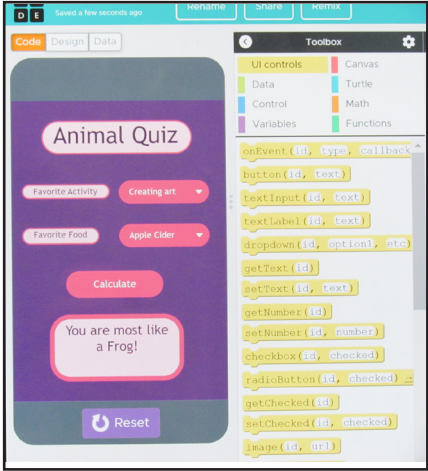 D E
Saved a few seconds ago
Rename
Share
Remix
Code Design Data
Toolbox
UI controls
Canvas
Data
Turtle
Control
Math
Variables
Functions
Animal Quiz
Favorite Activity
Creating art
Favorite Food
Apple Cider
Calculate
You are most like
a Frog!
Reset
onEvent(id, type, callback
button(id, text)
textInput(id, text)
textLabel(id, text)
dropdown(id, option1, etc)
getText(id)
setText(id, text)
getNumber(id)
setNumber(id, number)
checkbox(id, checked)
radioButton(id, checked)
getChecked(id)
setChecked(id, checked)
image(id, url)